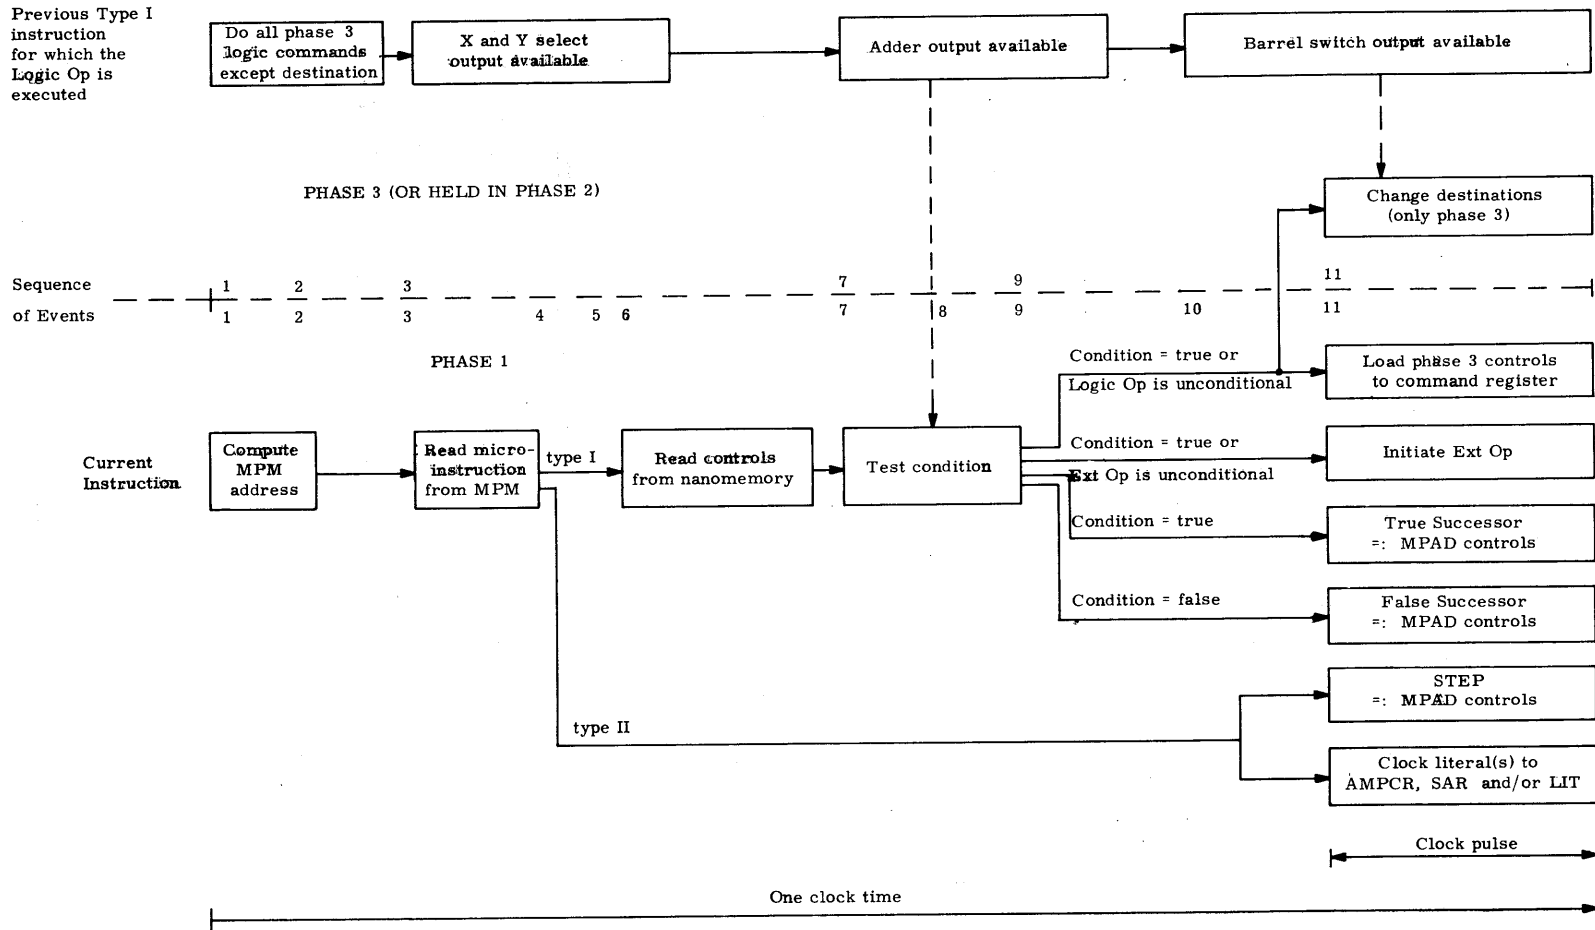 Previous Type I
instruction
for which the
Logic Op is
executed
Do all phase 3
logic commands
except destination
X and Y select
output available
Adder output available
Barrel switch output available
PHASE 3 (OR HELD IN PHASE 2)
Change destinations
(only phase 3)
Sequence
of Events
1 2 3 7 9 11
1 2 3 4 5 6 7 8 9 10 11
PHASE 1
Condition = true or
Logic Op is unconditional
Load phase 3 controls
to command register
Current
Instruction
Compute
MPM
address
Read micro-
instruction
from MPM
type I
Read controls
from nanomemory
Test condition
Condition = true or
Ext Op is unconditional
Initiate Ext Op
Condition = true
True Successor
=: MPAD controls
Condition = false
False Successor
=: MPAD controls
type II
STEP
=: MPAD controls
Clock literal(s) to
AMPCR, SAR and/or LIT
Clock pulse
One clock time